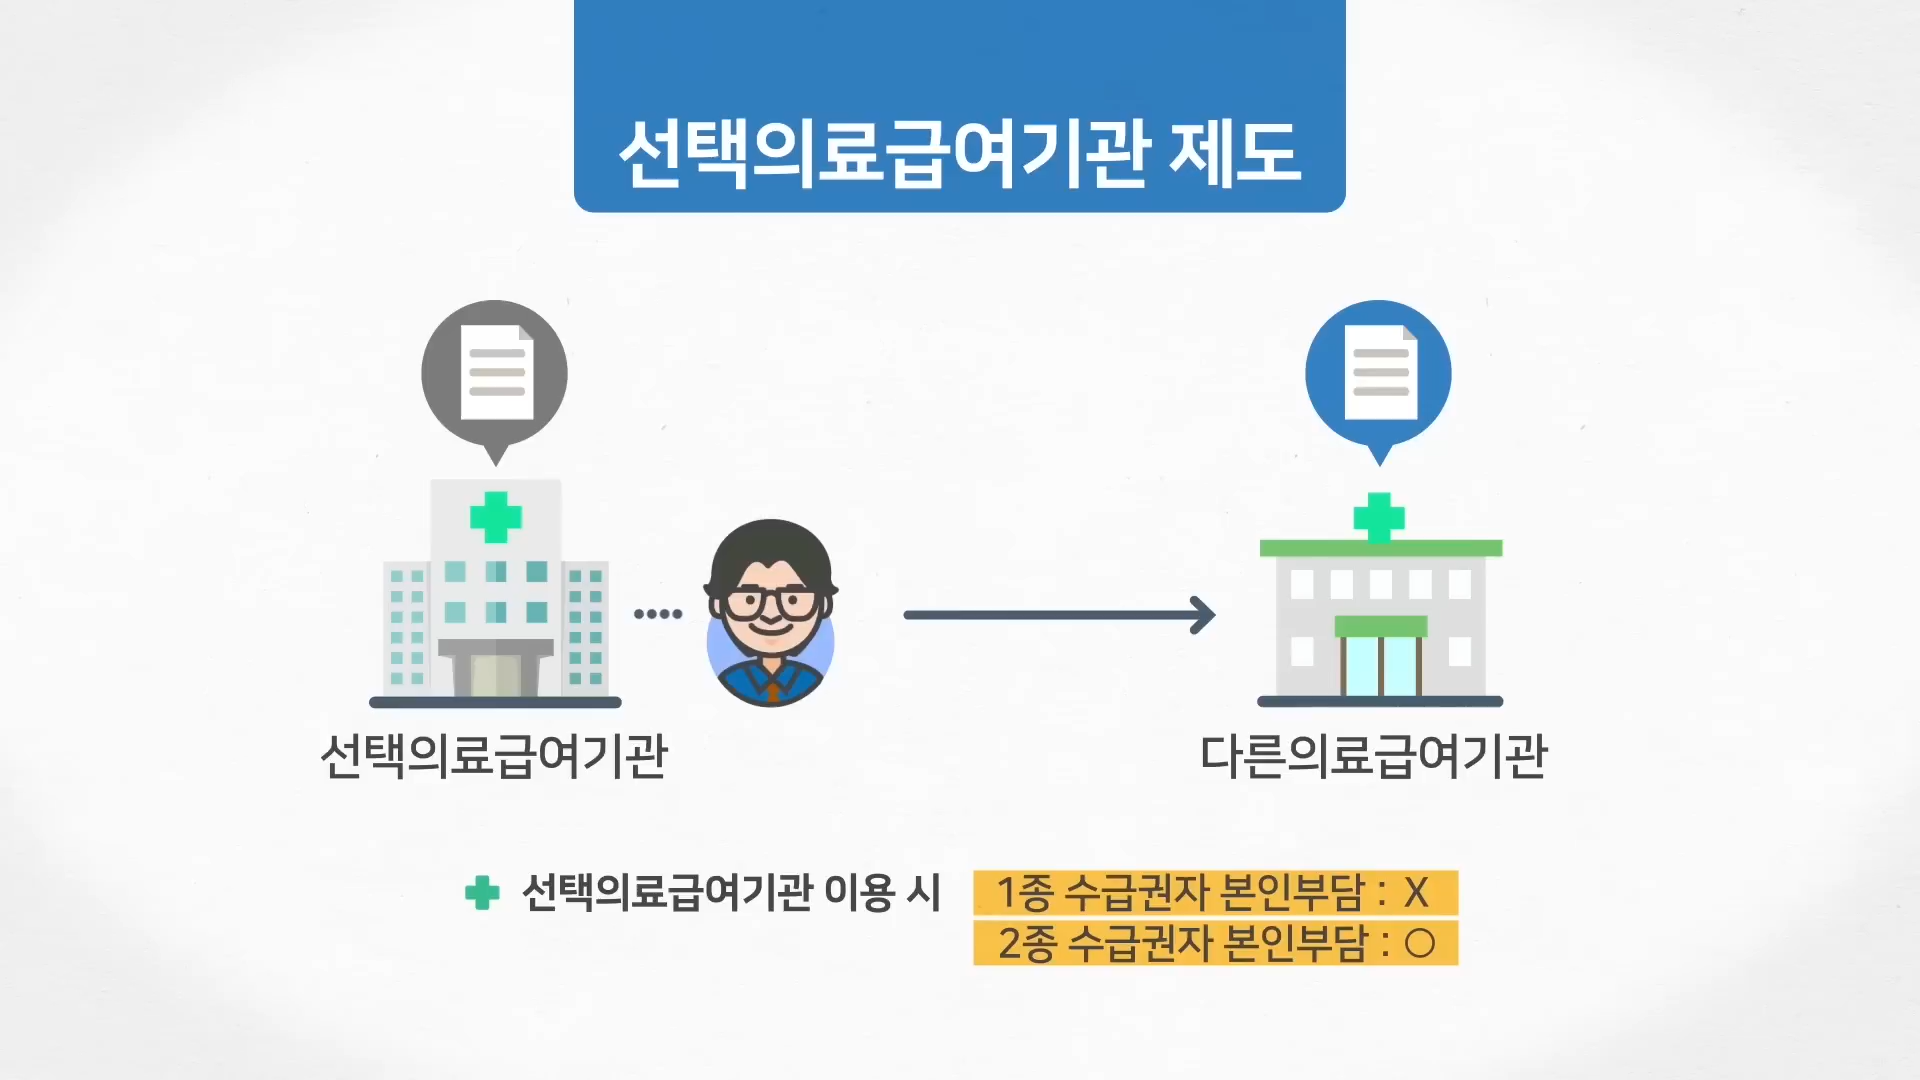 선택의료급여기관 제도
선택의료급여기관
다른의료급여기관
선택의료급여기관 이용 시
1종 수급권자 본인부담 : X
2종 수급권자 본인부담 : ○